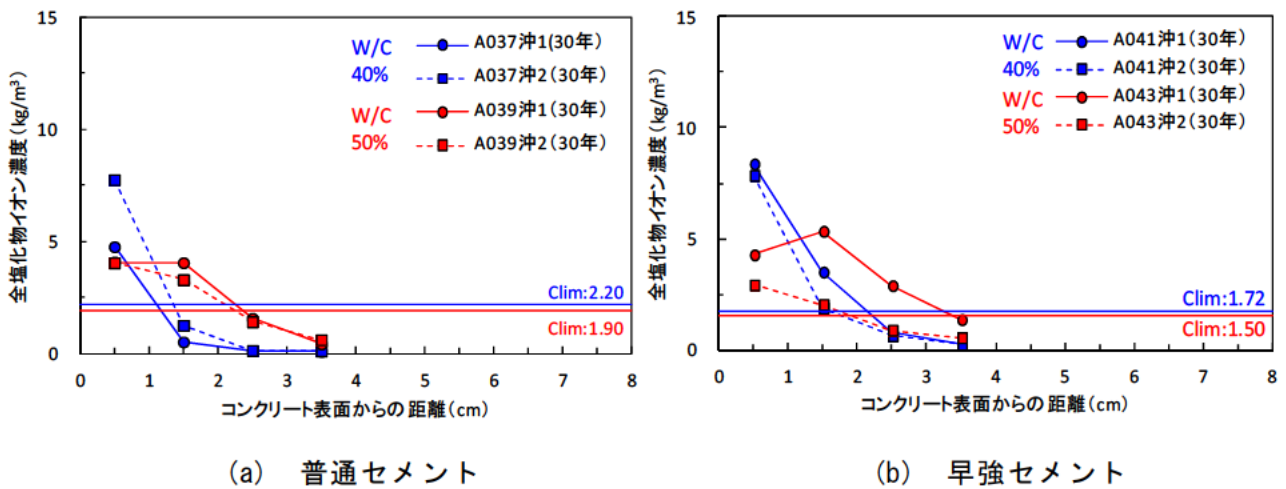 全塩化物イオン濃度(kg/m³)
15
10
5
0
W/C
40%
W/C
50%
A037沖1(30年)
A037沖2(30年)
A039沖1(30年)
A039沖2(30年)
Clim:2.20
Clim:1.90
0 1 2 3 4 5 6 7 8
コンクリート表面からの 距離(cm)
(a) 普通セメント
全塩化物イオン濃度(kg/m³)
15
10
5
0
W/C
40%
W/C
50%
A041沖1(30年)
A041沖2(30年)
A043沖1(30年)
A043沖2(30年)
Clim:1.72
Clim:1.50
0 1 2 3 4 5 6 7 8
コンクリート表面からの 距離(cm)
(b) 早強セメント